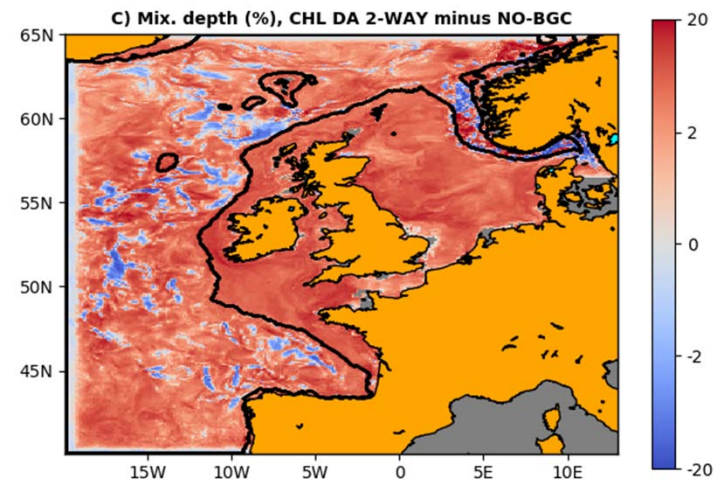 C) Mix. depth (%), CHL DA 2-WAY minus NO-BGC
65N
60N
55N
50N
45N
15W
10W
5W
0
5E
10E
20
2
0
-2
-20